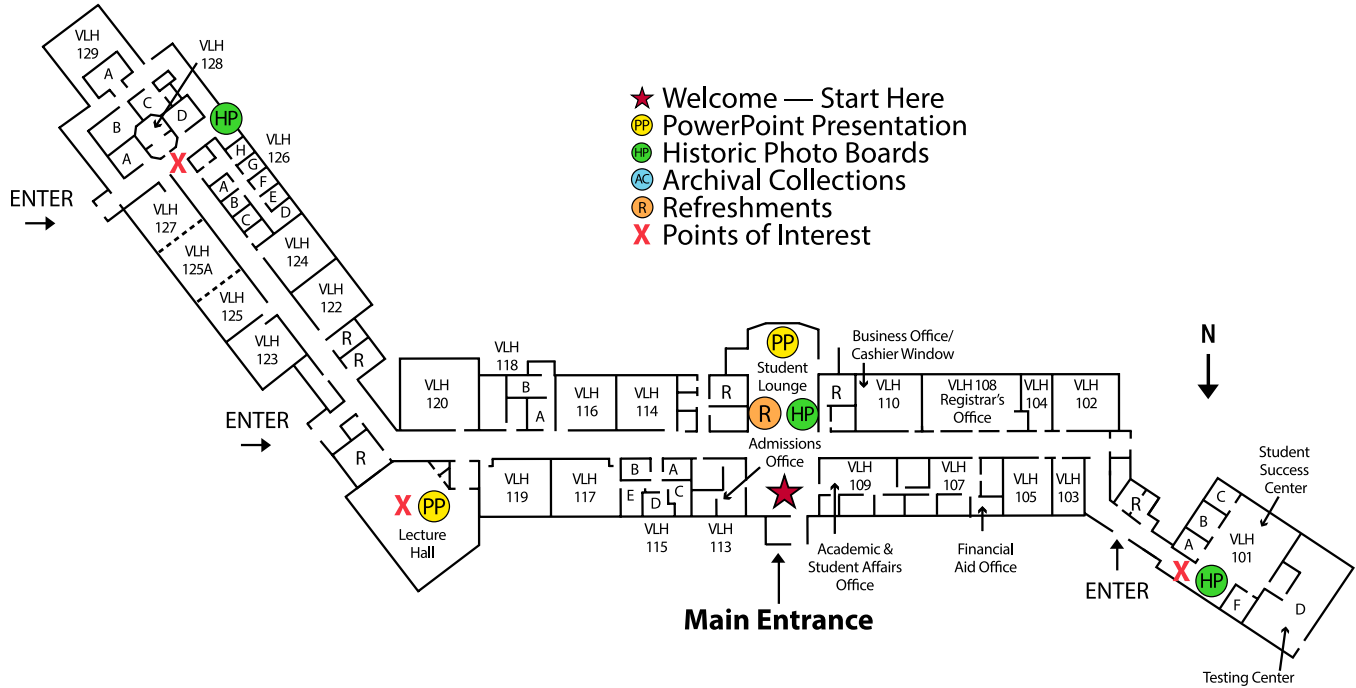 VLH
129
A
VLH
128
C
D
B
A
HP
VLH
126
H
G
F
E
D
A
B
C
X
ENTER
VLH
127
VLH
125A
VLH
125
VLH
123
VLH
124
VLH
122
R
R
ENTER
R
★ Welcome — Start Here
PP PowerPoint Presentation
HP Historic Photo Boards
AC Archival Collections
R Refreshments
X Points of Interest
VLH
120
VLH
118
B
A
VLH
116
VLH
114
R
PP
Student
Lounge
R
HP
R
Business Office/
Cashier Window
VLH
110
VLH 108
Registrar's
Office
VLH
104
VLH
102
N
X
PP
Lecture
Hall
VLH
119
VLH
117
B
A
E
D
C
VLH
115
VLH
113
Admissions
Office
VLH
109
VLH
107
VLH
105
VLH
103
Academic &
Student Affairs
Office
Financial
Aid Office
Main Entrance
ENTER
R
Student
Success
Center
C
B
A
VLH
101
X
HP
F
D
Testing Center